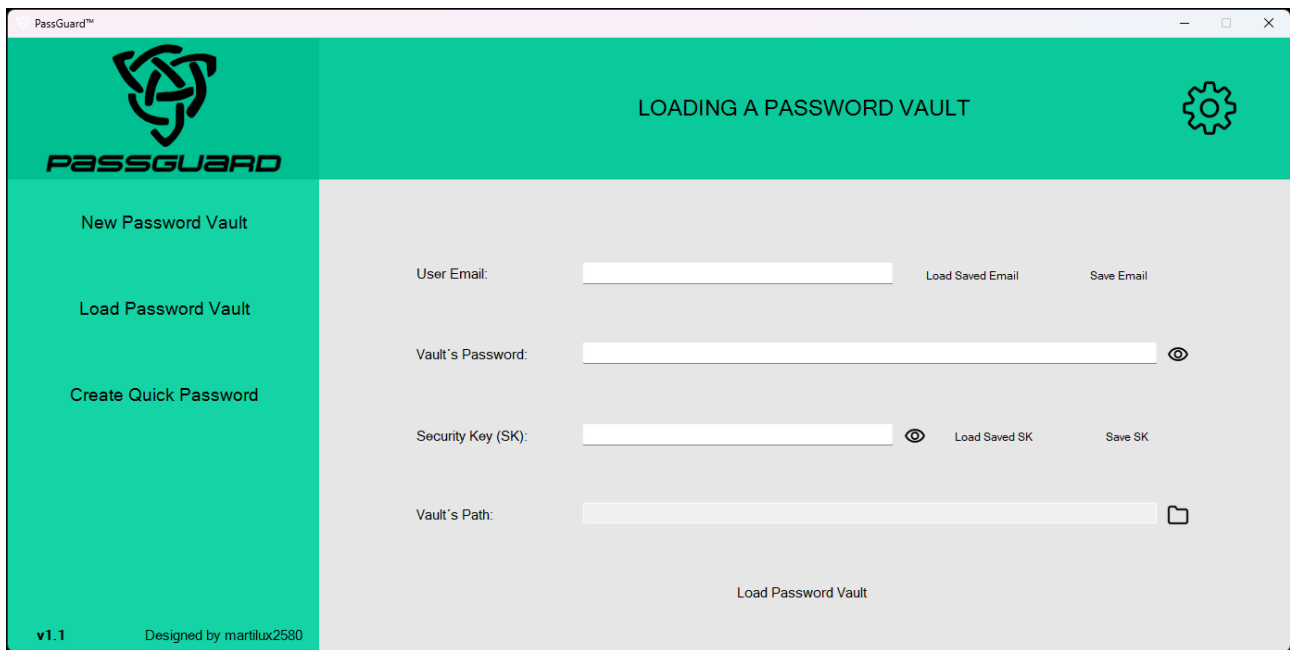 PassGuard™
PASSGUARD
LOADING A PASSWORD VAULT
New Password Vault
Load Password Vault
Create Quick Password
User Email:
Load Saved Email
Save Email
Vault´s Password:
Security Key (SK):
Load Saved SK
Save SK
Vault´s Path:
Load Password Vault
v1.1
Designed by martilux2580